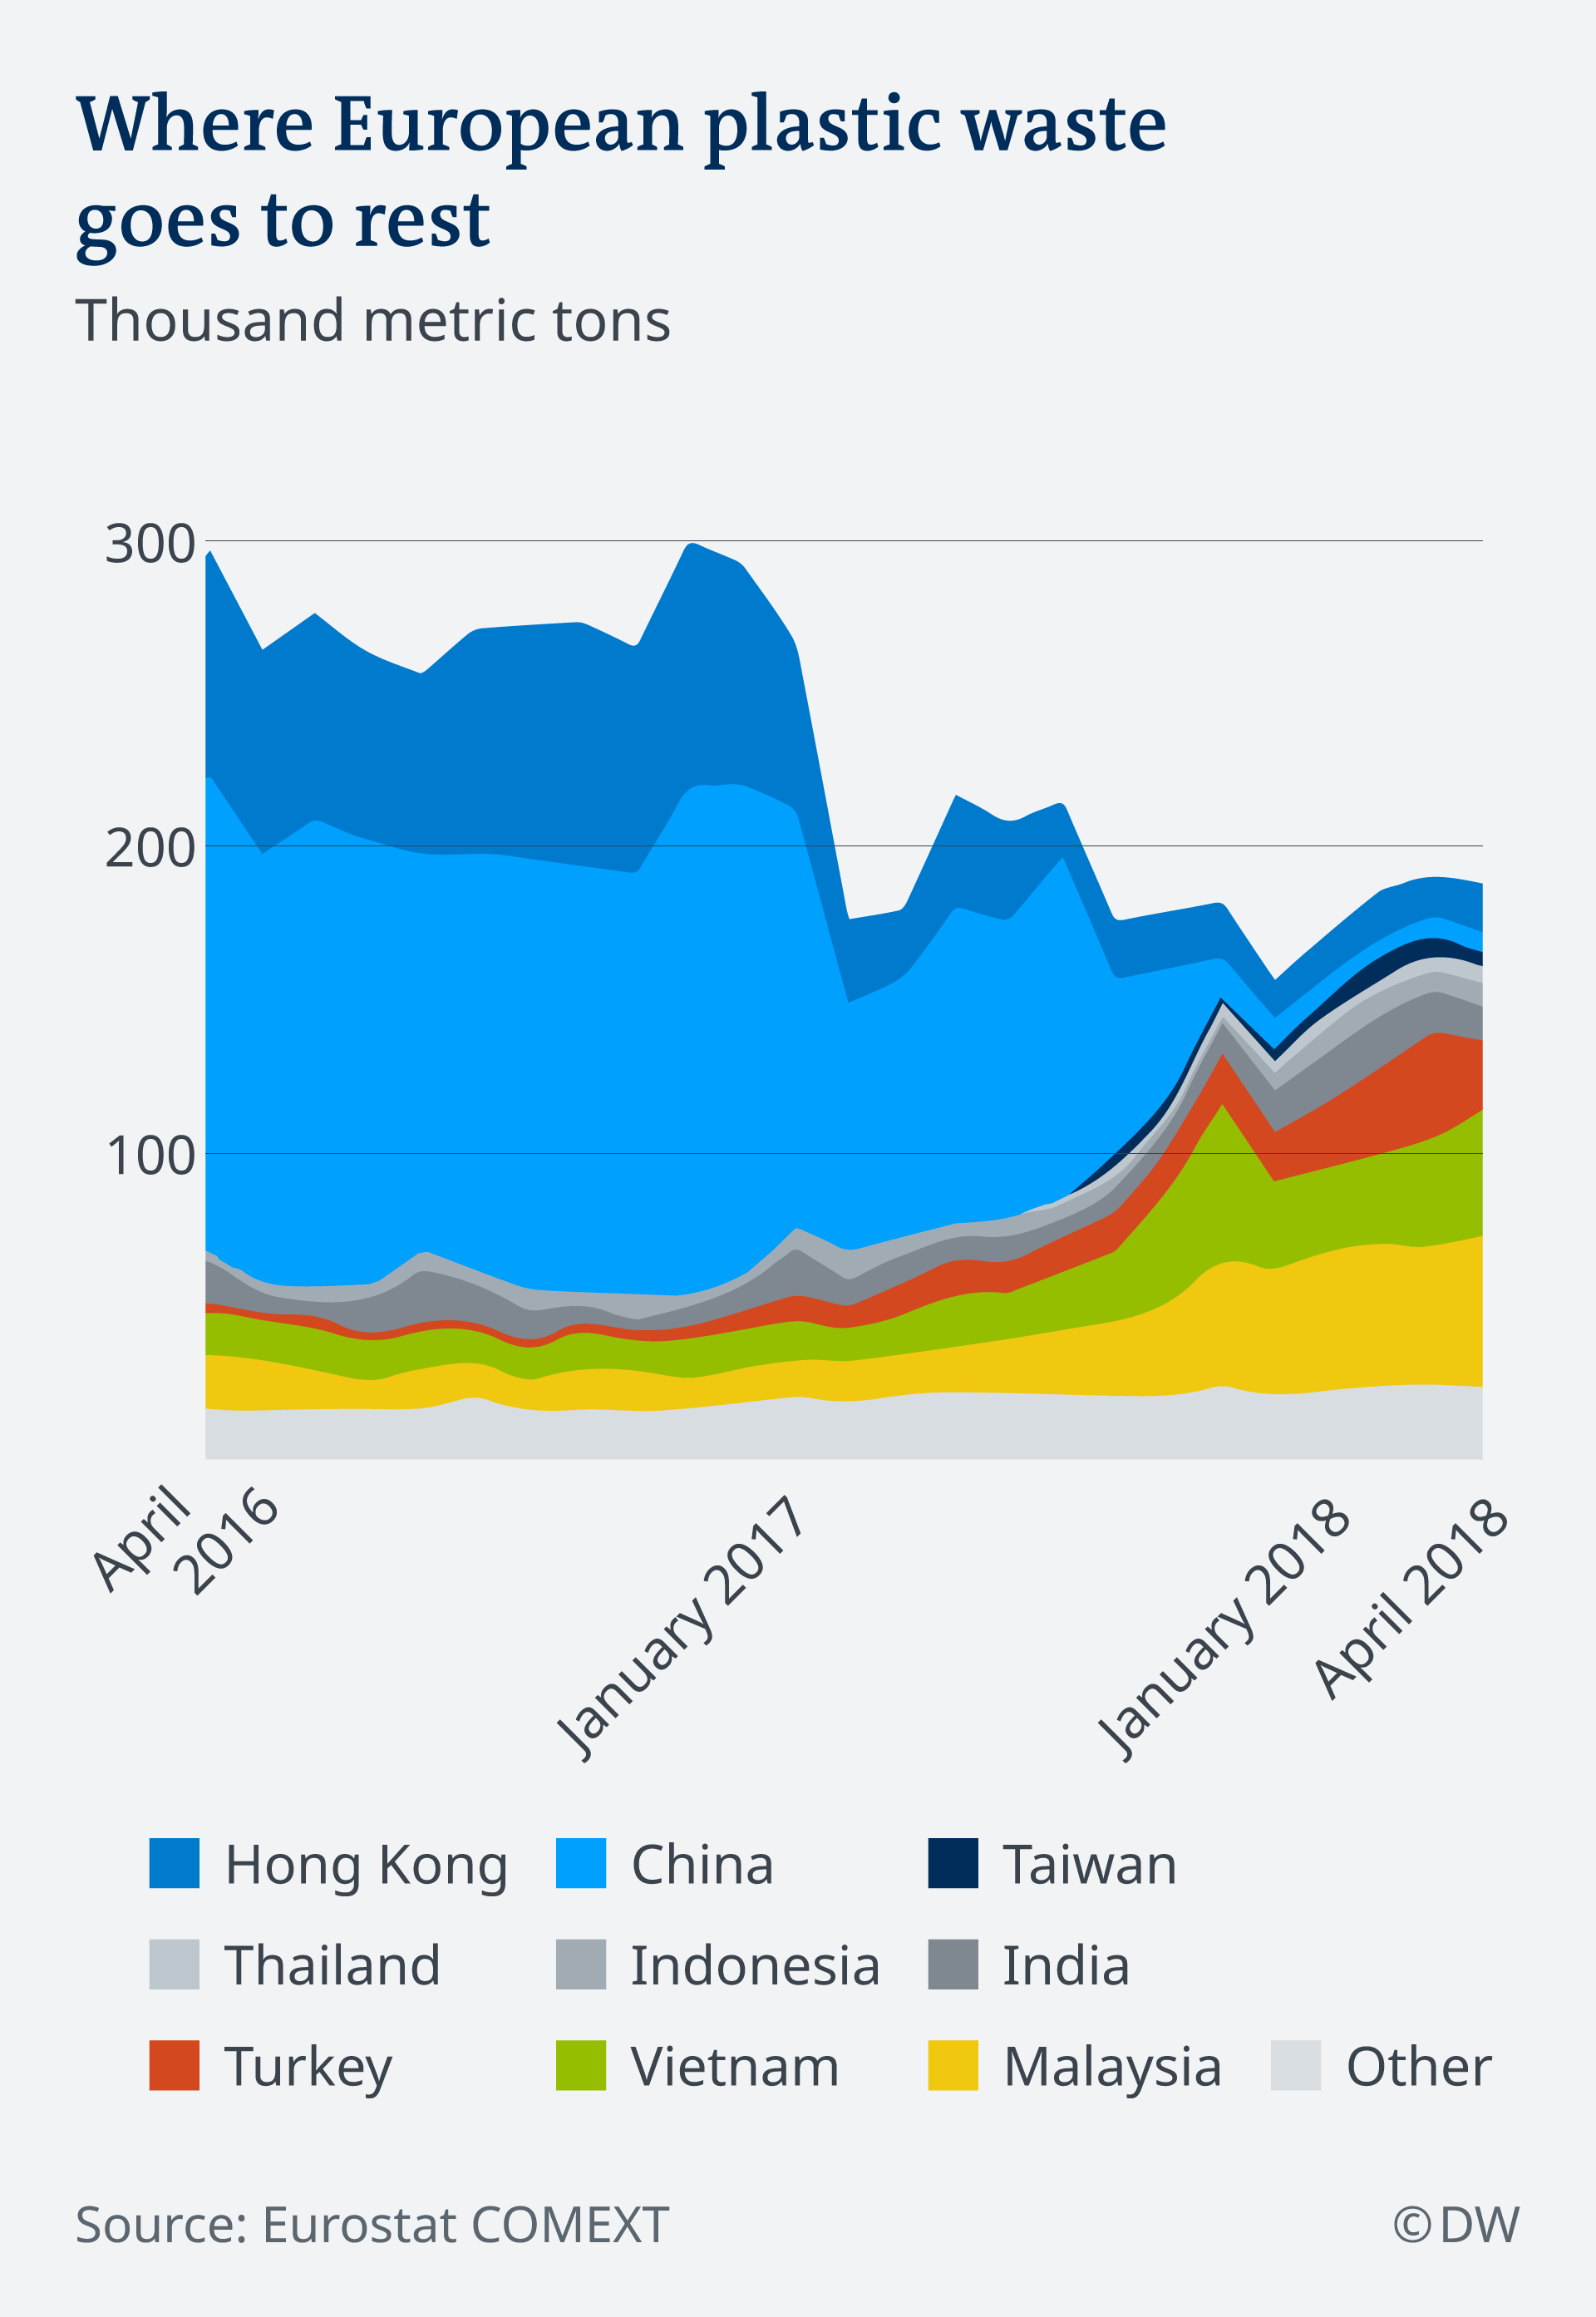 Where European plastic waste
goes to rest
Thousand metric tons
300
200
100
April
2016
January 2017
January 2018
April 2018
Hong Kong
China
Taiwan
Thailand
Indonesia
India
Turkey
Vietnam
Malaysia
Other
Source: Eurostat COMEXT
© DW